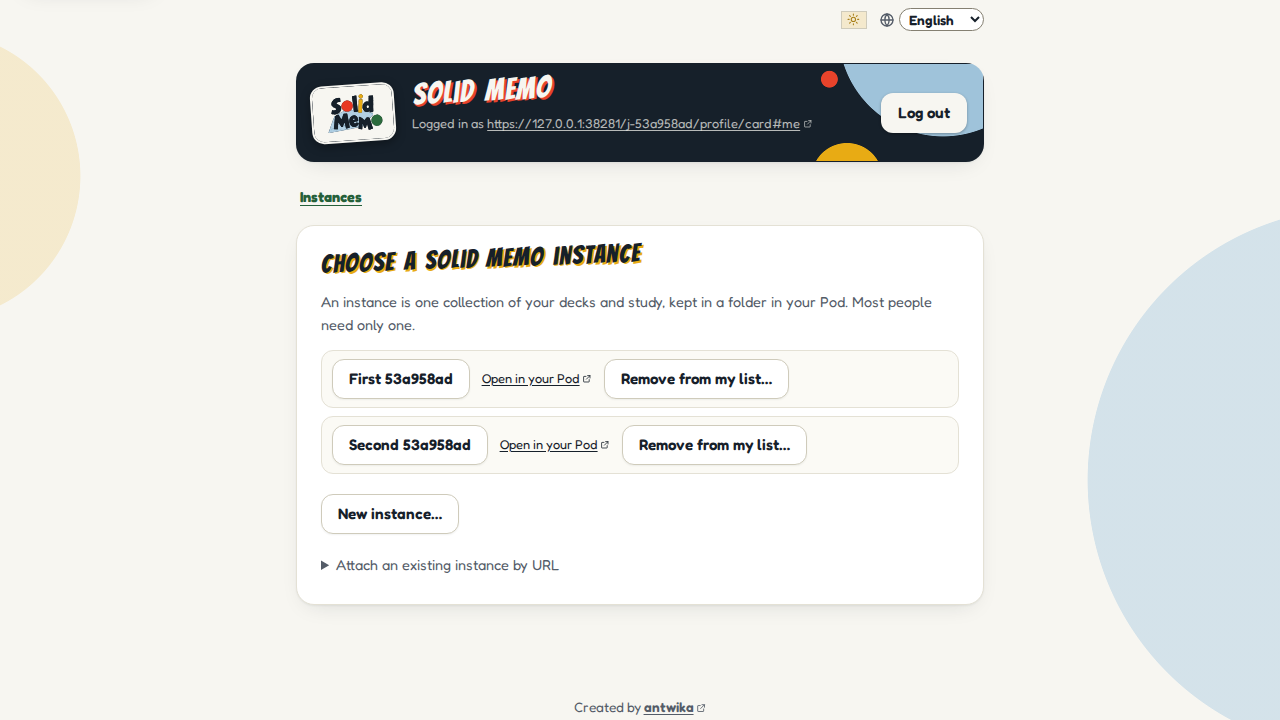 English
Solid Memo
SOLID MEMO
Logged in as https://127.0.0.1:38281/j-53a958ad/profile/card#me
Log out
Instances
CHOOSE A SOLID MEMO INSTANCE
An instance is one collection of your decks and study, kept in a folder in your Pod. Most people
need only one.
First 53a958ad Open in your Pod Remove from my list...
Second 53a958ad Open in your Pod Remove from my list...
New instance...
Attach an existing instance by URL
Created by antwika